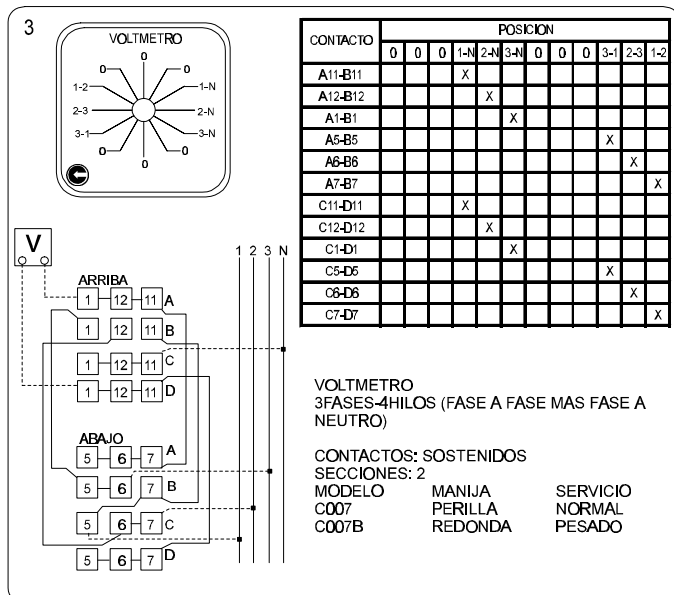 3
VOLTMETRO
0
0 0
1-2 1-N
2-3 2-N
3-1 3-N
0 0
0
CONTACTO POSICION
0 0 0 1-N 2-N 3-N 0 0 0 3-1 2-3 1-2
A11-B11 X
A12-B12 X
A1-B1 X
A5-B5 X
A6-B6 X
A7-B7 X
C11-D11 X
C12-D12 X
C1-D1 X
C5-D5 X
C6-D6 X
C7-D7 X
V
1 2 3 N
ARRIBA
1 12 11 A
1 12 11 B
1 12 11 C
1 12 11 D
ABAJO
5 6 7 A
5 6 7 B
5 6 7 C
5 6 7 D
VOLTMETRO
3FASES-4HILOS (FASE A FASE MAS FASE A
NEUTRO)
CONTACTOS: SOSTENIDOS
SECCIONES: 2
MODELO MANIJA SERVICIO
C007 PERILLA NORMAL
C007B REDONDA PESADO